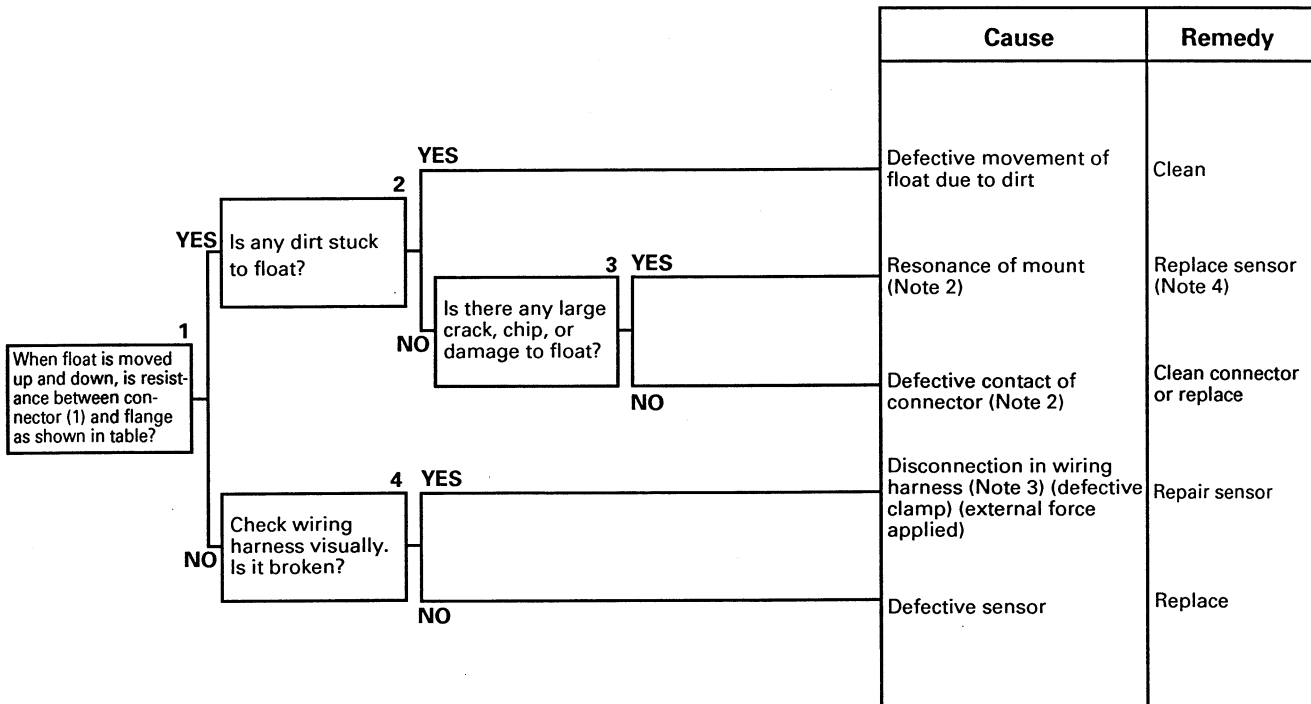 Cause
Remedy
YES
Defective movement of
float due to dirt
Clean
2
YES
Is any dirt stuck
to float?
3
YES
Resonance of mount
(Note 2)
Replace sensor
(Note 4)
1
NO
Is there any large
crack, chip, or
damage to float?
When float is moved
up and down, is resist-
ance between con-
nector (1) and flange
as shown in table?
NO
Defective contact of
connector (Note 2)
Clean connector
or replace
4
YES
Disconnection in wiring
harness (Note 3) (defective
clamp) (external force
applied)
Repair sensor
NO
Check wiring
harness visually.
Is it broken?
NO
Defective sensor
Replace